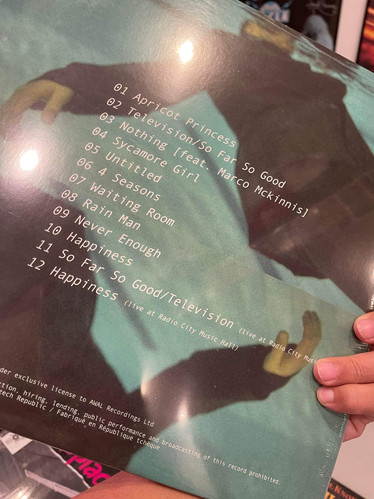 01 Apricot Princess
02 Television/So Far So Good
03 Nothing [feat. Marco McKinnis]
04 Sycamore Girl
05 Untitled
06 4 Seasons
07 Waiting Room
08 Rain Man
09 Never Enough
10 Happiness
11 So Far So Good/Television (live at Radio City Mus
12 Happiness (live at Radio City Music Hall)
der exclusive license to AWAL Recordings Ltd
ction, hiring, lending, public performance and broadcasting of this record prohibited.
zech Republic / Fabriqué en République tchèque